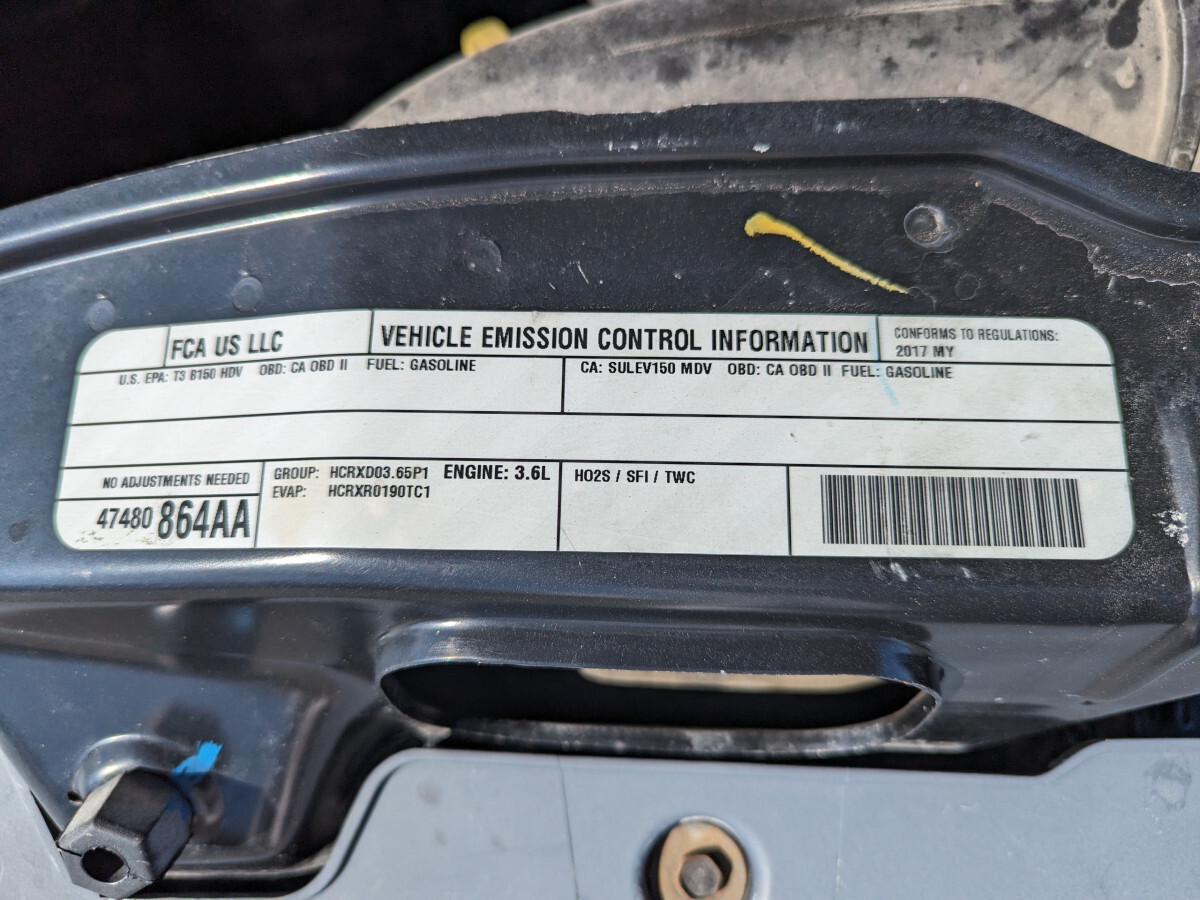 FCA US LLC
VEHICLE EMISSION CONTROL INFORMATION
CONFORMS TO REGULATIONS:
2017 MY
U.S. EPA: T3 B150 HDV OBD: CA OBD II FUEL: GASOLINE
CA: SULEV150 MDV OBD: CA OBD II FUEL: GASOLINE
NO ADJUSTMENTS NEEDED
47480 864AA
GROUP: HCRXD03.65P1 ENGINE: 3.6L
EVAP: HCRXR0190TC1
HO2S / SFI / TWC